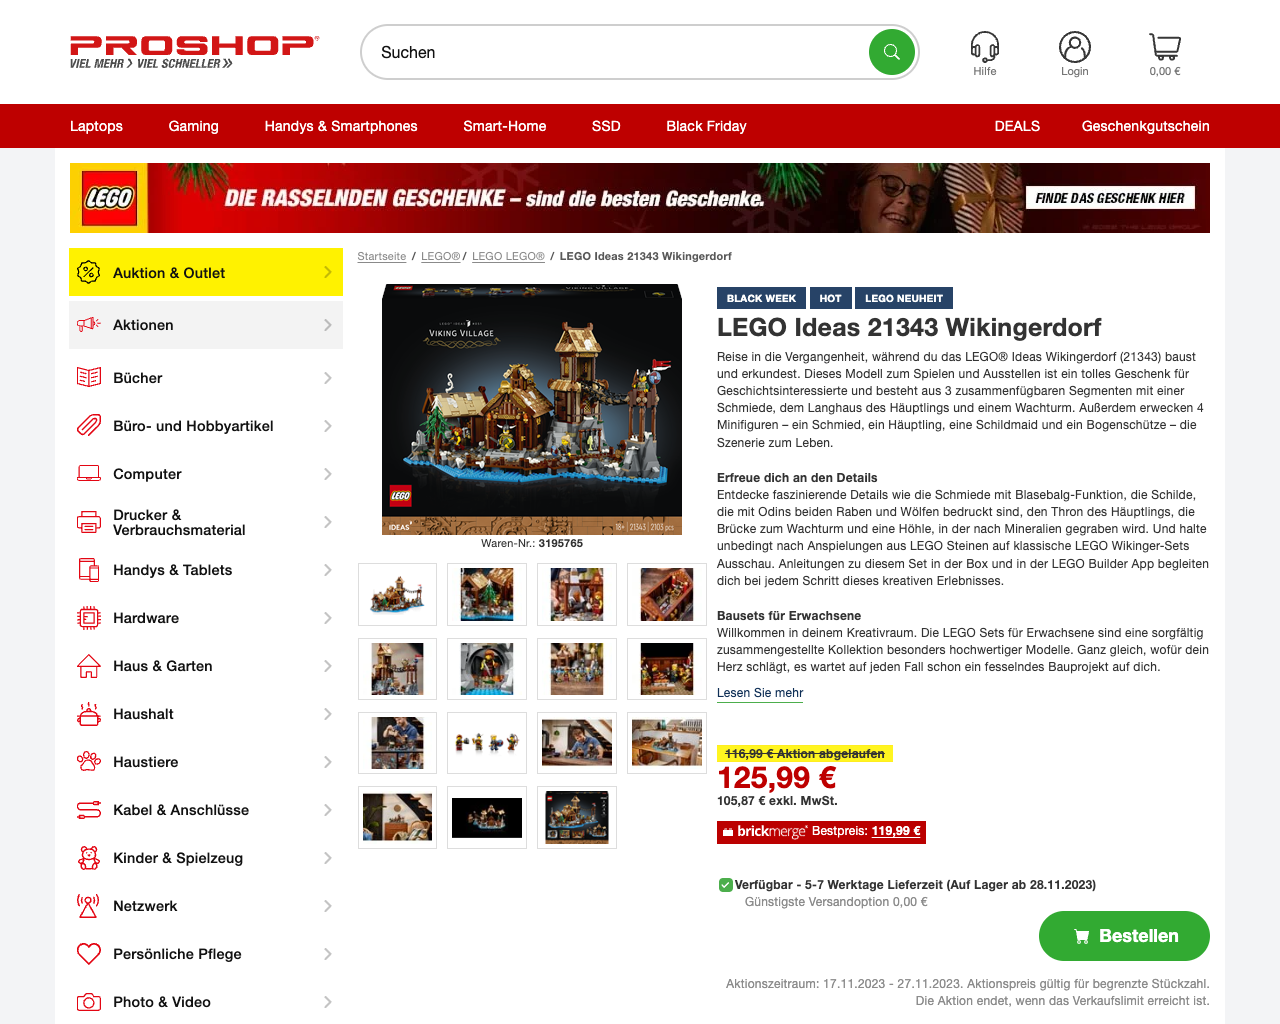 PROSHOP®
VIEL MEHR > VIEL SCHNELLER >>
Suchen
Hilfe
Login
0,00 €
Laptops
Gaming
Handys & Smartphones
Smart-Home
SSD
Black Friday
DEALS
Geschenkgutschein
LEGO
DIE RASSELNDEN GESCHENKE – sind die besten Geschenke.
FINDE DAS GESCHENK HIER
Auktion & Outlet
Aktionen
Bücher
Büro- und Hobbyartikel
Computer
Drucker &
Verbrauchsmaterial
Handys & Tablets
Hardware
Haus & Garten
Haushalt
Haustiere
Kabel & Anschlüsse
Kinder & Spielzeug
Netzwerk
Persönliche Pflege
Photo & Video
Startseite / LEGO® / LEGO LEGO® / LEGO Ideas 21343 Wikingerdorf
VIKING VILLAGE
LEGO
IDEAS
18+ 21343 2103 pcs
Waren-Nr.: 3195765
BLACK WEEK
HOT
LEGO NEUHEIT
LEGO Ideas 21343 Wikingerdorf
Reise in die Vergangenheit, während du das LEGO® Ideas Wikingerdorf (21343) baust
und erkundest. Dieses Modell zum Spielen und Ausstellen ist ein tolles Geschenk für
Geschichtsinteressierte und besteht aus 3 zusammenfügbaren Segmenten mit einer
Schmiede, dem Langhaus des Häuptlings und einem Wachturm. Außerdem erwecken 4
Minifiguren – ein Schmied, ein Häuptling, eine Schildmaid und ein Bogenschütze – die
Szenerie zum Leben.
Erfreue dich an den Details
Entdecke faszinierende Details wie die Schmiede mit Blasebalg-Funktion, die Schilde,
die mit Odins beiden Raben und Wölfen bedruckt sind, den Thron des Häuptlings, die
Brücke zum Wachturm und eine Höhle, in der nach Mineralien gegraben wird. Und halte
unbedingt nach Anspielungen aus LEGO Steinen auf klassische LEGO Wikinger-Sets
Ausschau. Anleitungen zu diesem Set in der Box und in der LEGO Builder App begleiten
dich bei jedem Schritt dieses kreativen Erlebnisses.
Bausets für Erwachsene
Willkommen in deinem Kreativraum. Die LEGO Sets für Erwachsene sind eine sorgfältig
zusammengestellte Kollektion besonders hochwertiger Modelle. Ganz gleich, wofür dein
Herz schlägt, es wartet auf jeden Fall schon ein fesselndes Bauprojekt auf dich.
Lesen Sie mehr
116,99 € Aktion abgelaufen
125,99 €
105,87 € exkl. MwSt.
brickmerge® Bestpreis: 119,99 €
Verfügbar - 5-7 Werktage Lieferzeit (Auf Lager ab 28.11.2023)
Günstigste Versandoption 0,00 €
Bestellen
Aktionszeitraum: 17.11.2023 - 27.11.2023. Aktionspreis gültig für begrenzte Stückzahl.
Die Aktion endet, wenn das Verkaufslimit erreicht ist.